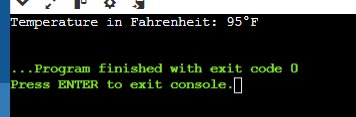 Temperature in Fahrenheit: 95°F
...Program finished with exit code 0
Press ENTER to exit console.